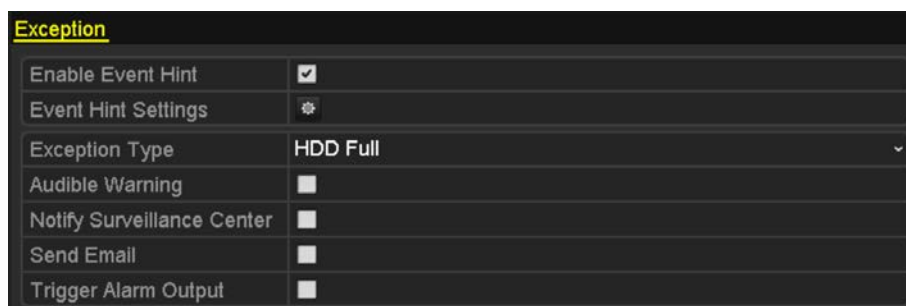 Exception
Enable Event Hint
Event Hint Settings
Exception Type HDD Full
Audible Warning
Notify Surveillance Center
Send Email
Trigger Alarm Output